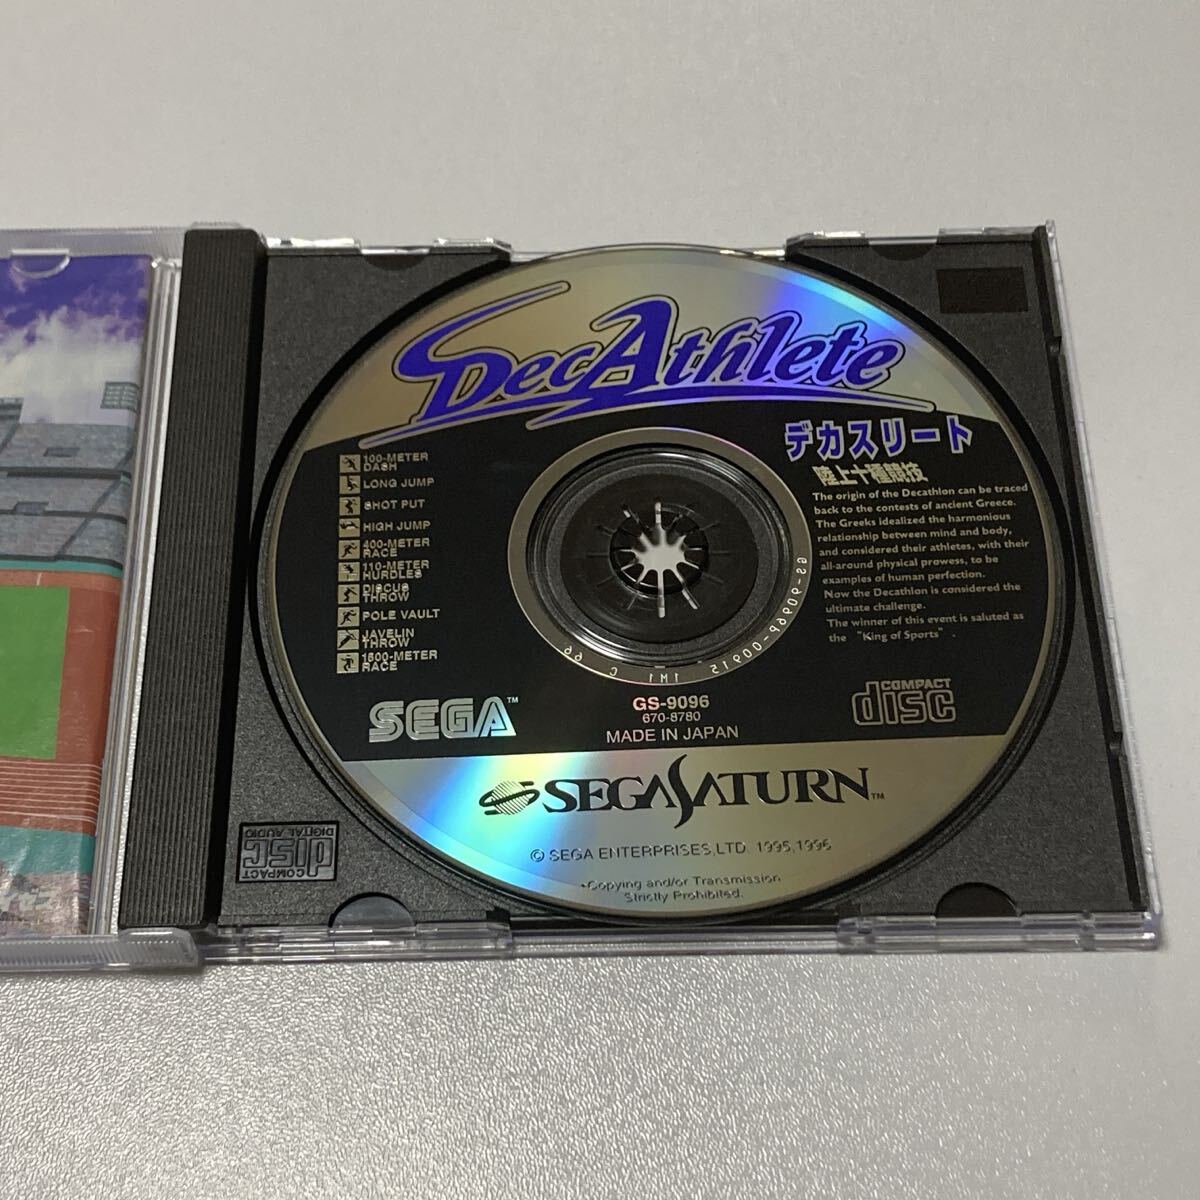 DecAthlete
デカスリート
陸上十種競技
100-METER
DASH
LONG JUMP
SHOT PUT
HIGH JUMP
400-METER
RACE
110-METER
HURDLES
DISCUS
THROW
POLE VAULT
JAVELIN
THROW
1500-METER
RACE
The origin of the Decathlon can be traced
back to the contests of ancient Greece.
The Greeks idealized the harmonious
relationship between mind and body,
and considered their athletes, with their
all-around physical prowess, to be
examples of human perfection.
Now the Decathlon is considered the
ultimate challenge.
The winner of this event is saluted as
the "King of Sports".
SEGA™
GS-9096
670-8780
MADE IN JAPAN
COMPACT
disc
SEGA SATURN™
© SEGA ENTERPRISES, LTD. 1995,1996
•Copying and/or Transmission
Strictly Prohibited.
COMPACT
disc
DIGITAL AUDIO